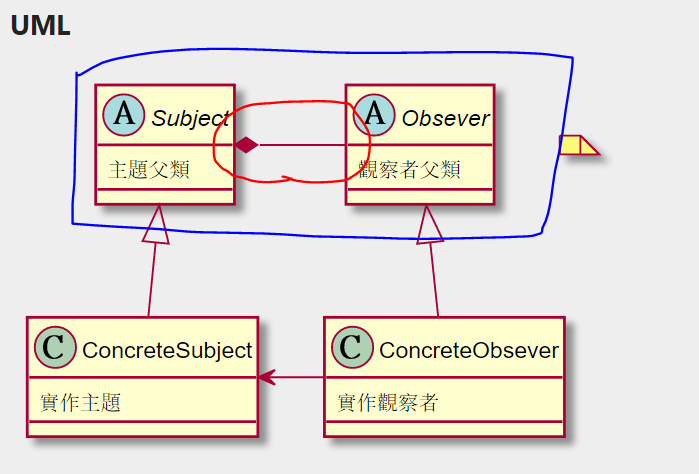 UML
A Subject
A Obsever
主題父類
觀察者父類
C ConcreteSubject
C ConcreteObsever
實作主題
實作觀察者